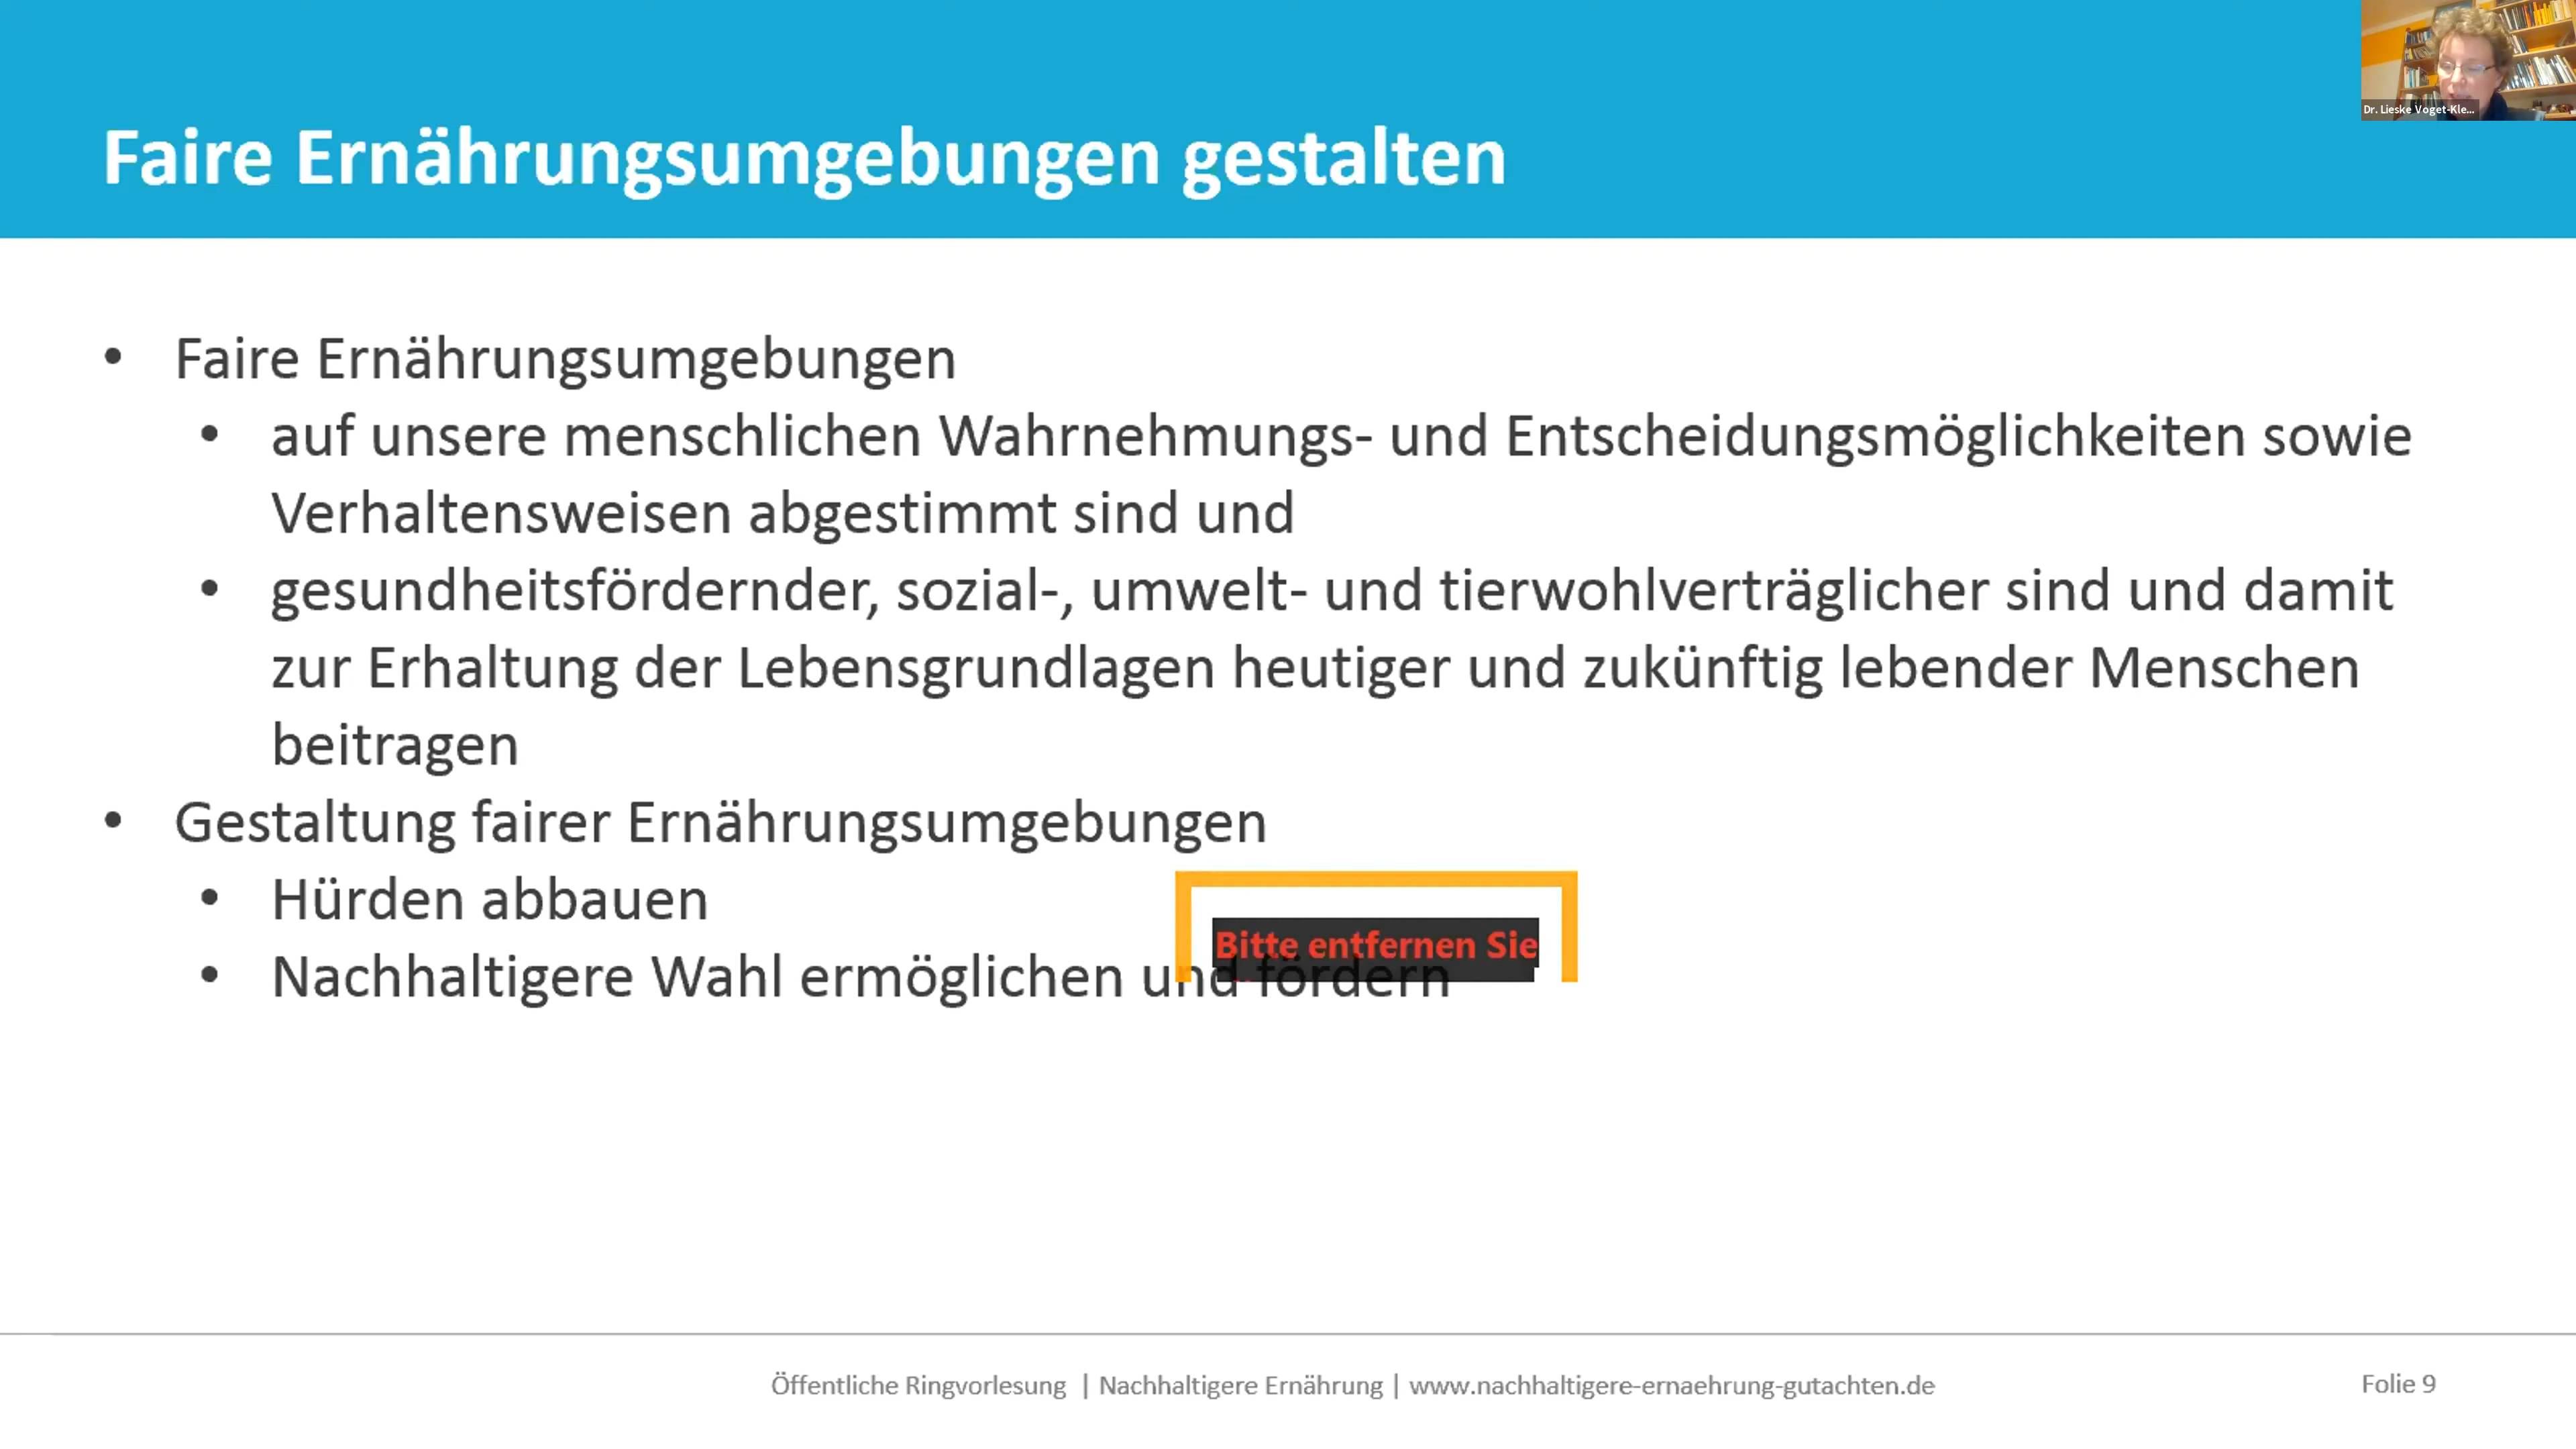 Dr. Lieske Voget-Kle...
Faire Ernährungsumgebungen gestalten
• Faire Ernährungsumgebungen
• auf unsere menschlichen Wahrnehmungs- und Entscheidungsmöglichkeiten sowie
Verhaltensweisen abgestimmt sind und
• gesundheitsfördernder, sozial-, umwelt- und tierwohlverträglicher sind und damit
zur Erhaltung der Lebensgrundlagen heutiger und zukünftig lebender Menschen
beitragen
• Gestaltung fairer Ernährungsumgebungen
• Hürden abbauen
Bitte entfernen Sie
• Nachhaltigere Wahl ermöglichen und fördern
Öffentliche Ringvorlesung | Nachhaltigere Ernährung | www.nachhaltigere-ernaehrung-gutachten.de
Folie 9